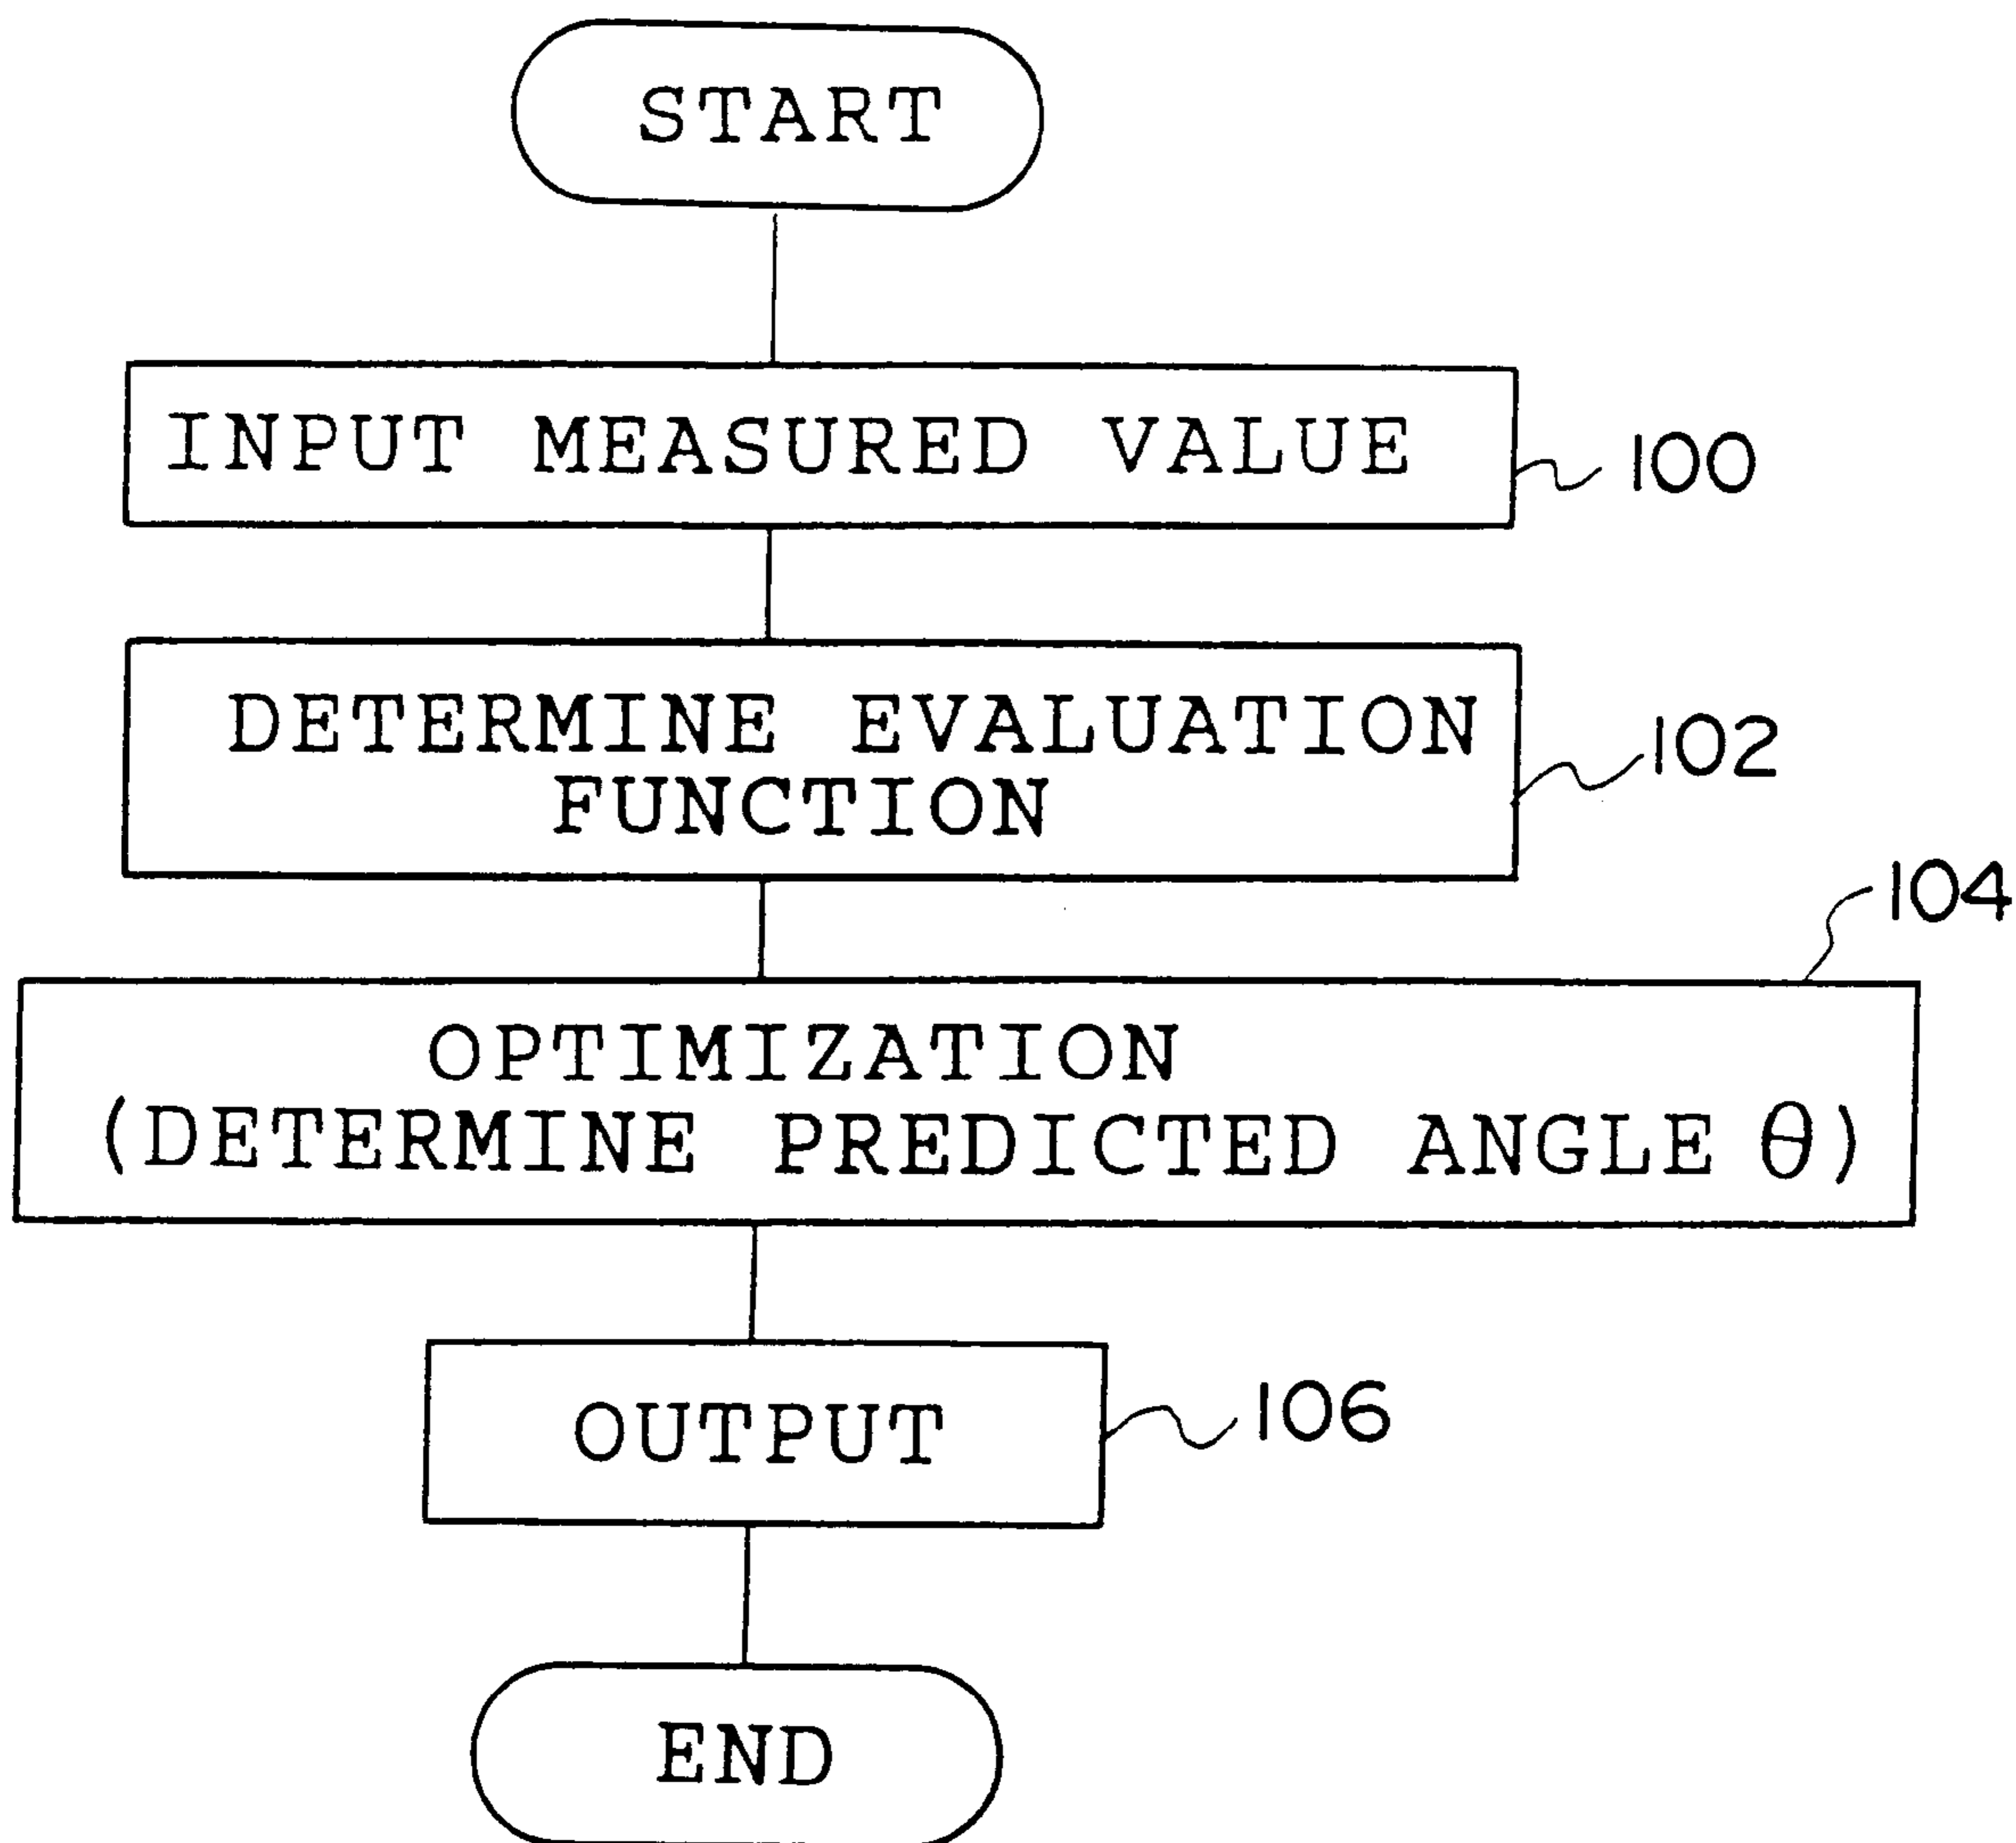 START
INPUT MEASURED VALUE
100
DETERMINE EVALUATION
FUNCTION
102
104
OPTIMIZATION
(DETERMINE PREDICTED ANGLE θ)
OUTPUT
106
END